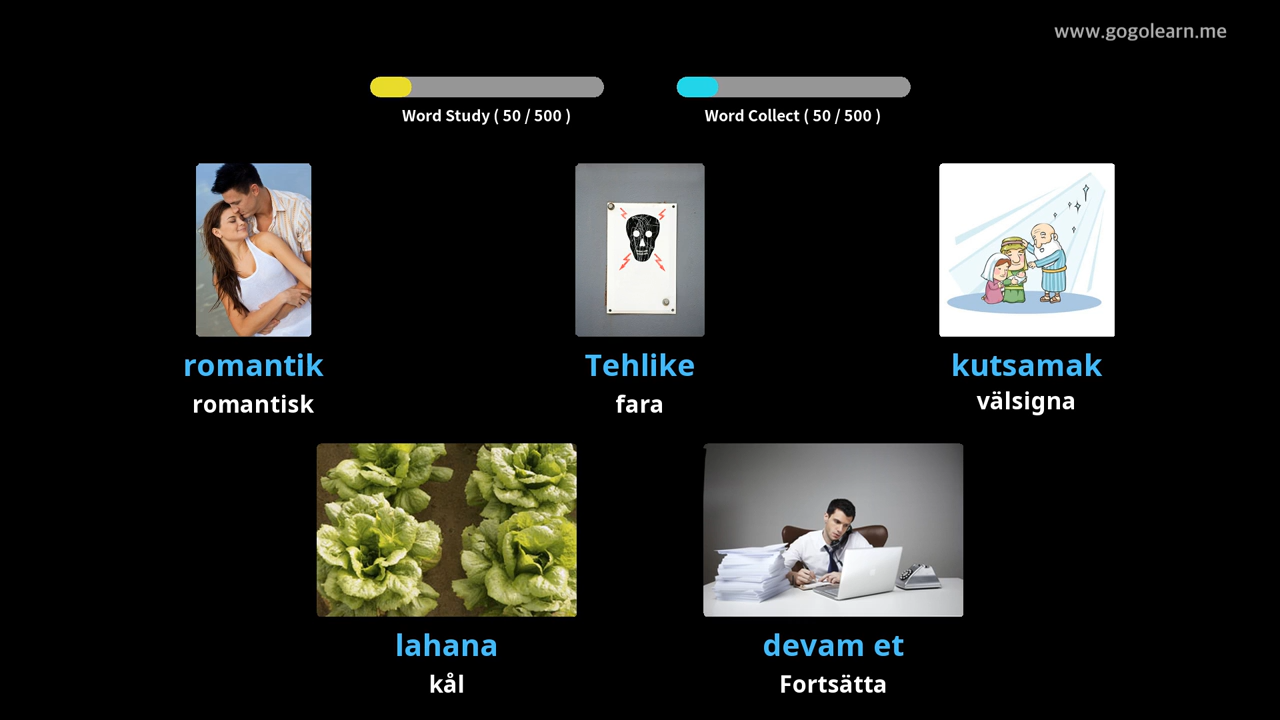 www.gogolearn.me
Word Study ( 50 / 500 )
Word Collect ( 50 / 500 )
romantik
romantisk
Tehlike
fara
kutsamak
välsigna
lahana
kål
devam et
Fortsätta